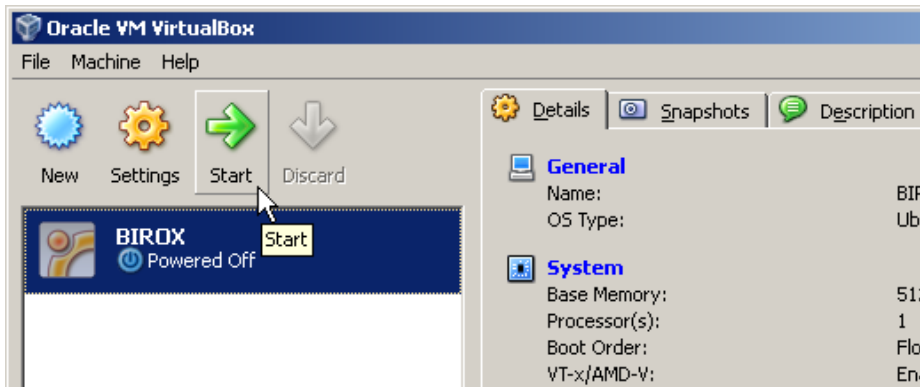 Oracle VM VirtualBox
File Machine Help
New Settings Start Discard
Start
BIROX
Powered Off
Details Snapshots Description
General
Name:
OS Type:
System
Base Memory:
Processor(s): 1
Boot Order:
VT-x/AMD-V: